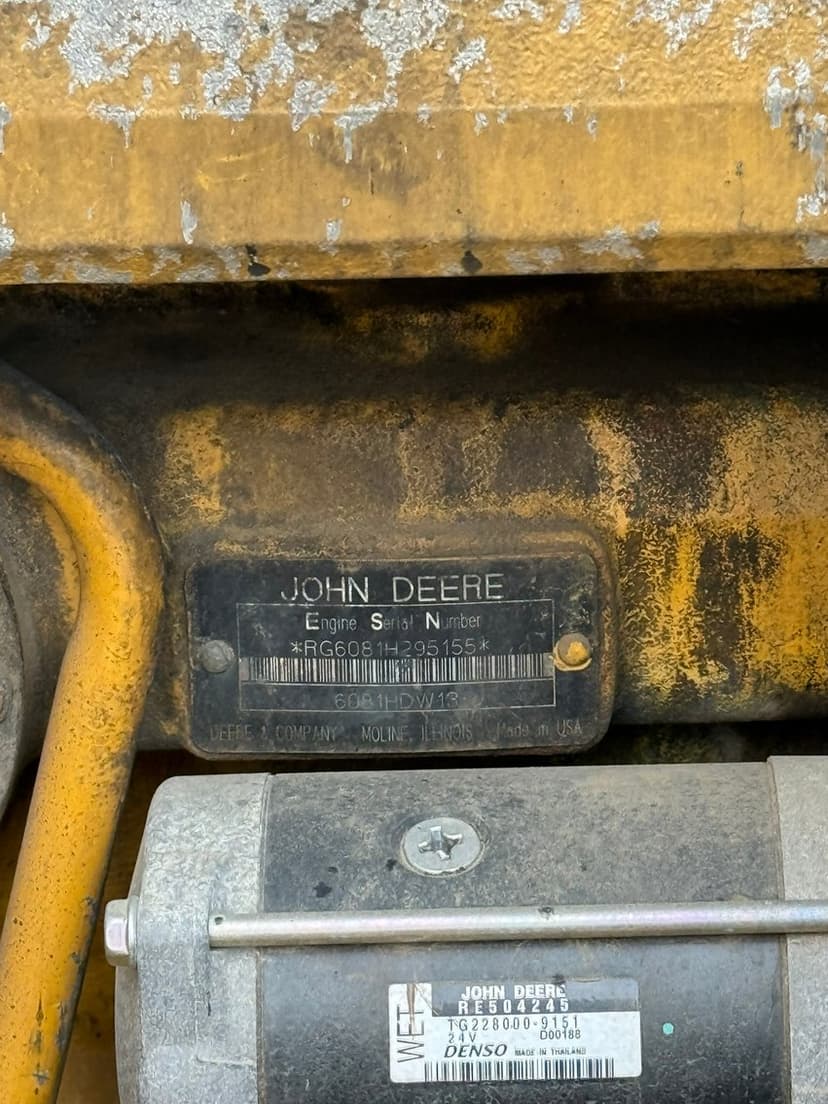 JOHN DEERE
Engine Serial Number
*RG6081H295155*
6081HDW13
DEERE & COMPANY MOLINE, ILLINOIS Made in USA
WET
JOHN DEERE
RE504245
TG228000-9151
24V D00188
DENSO MADE IN THAILAND